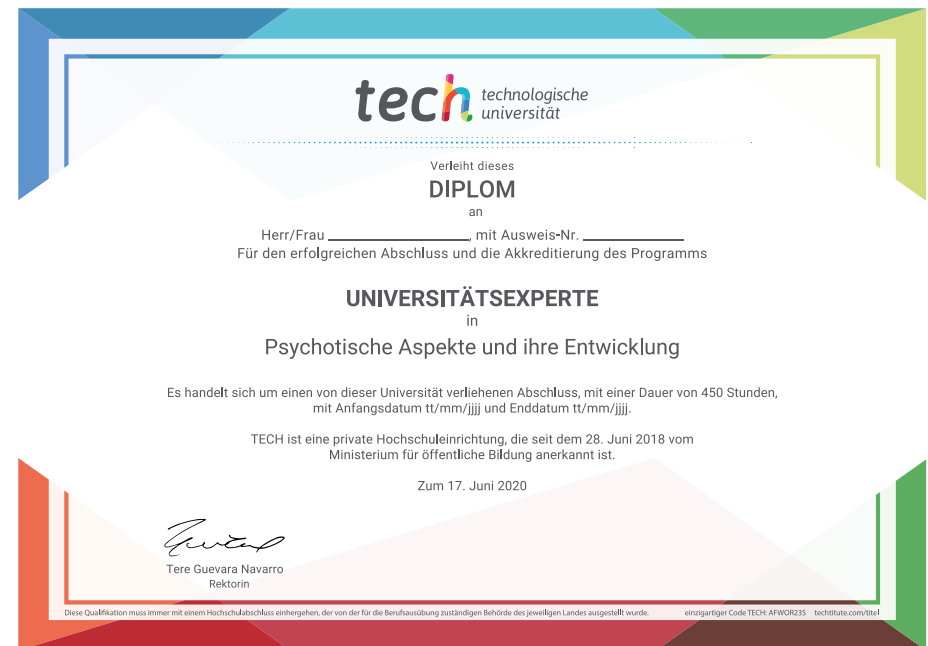 tech technologische
universität
Verleiht dieses
DIPLOM
an
Herr/Frau ____________________, mit Ausweis-Nr. ______________
Für den erfolgreichen Abschluss und die Akkreditierung des Programms
UNIVERSITÄTSEXPERTE
in
Psychotische Aspekte und ihre Entwicklung
Es handelt sich um einen von dieser Universität verliehenen Abschluss, mit einer Dauer von 450 Stunden,
mit Anfangsdatum tt/mm/jjjj und Enddatum tt/mm/jjjj.
TECH ist eine private Hochschuleinrichtung, die seit dem 28. Juni 2018 vom
Ministerium für öffentliche Bildung anerkannt ist.
Zum 17. Juni 2020
Tere Guevara Navarro
Rektorin
Diese Qualifikation muss immer mit einem Hochschulabschluss einhergehen, der von der für die Berufsausübung zuständigen Behörde des jeweiligen Landes ausgestellt wurde. einzigartiger Code TECH: AFWOR23S techtitute.com/titel